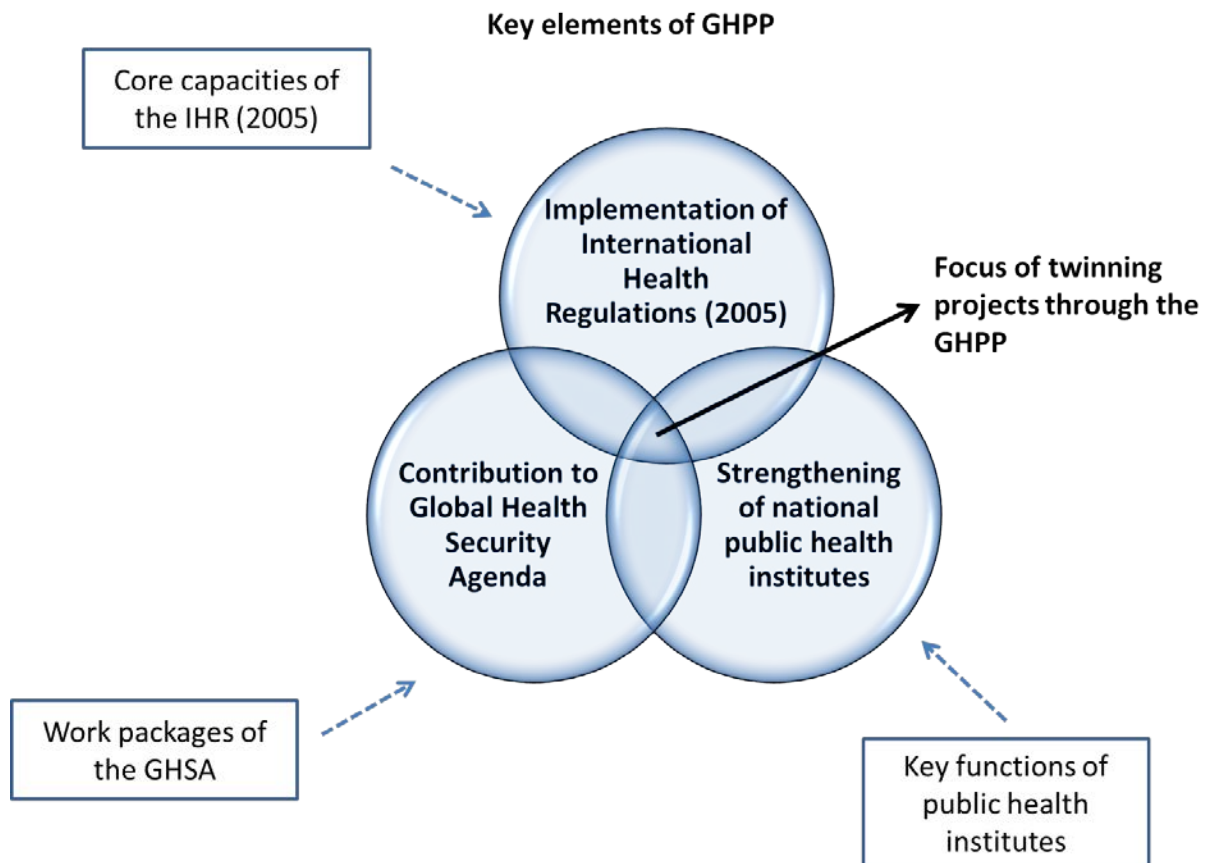 Key elements of GHPP
Core capacities of
the IHR (2005)
Implementation of
International
Health
Regulations (2005)
Focus of twinning
projects through the
GHPP
Contribution to
Global Health
Security
Agenda
Strengthening
of national
public health
institutes
Work packages of
the GHSA
Key functions of
public health
institutes